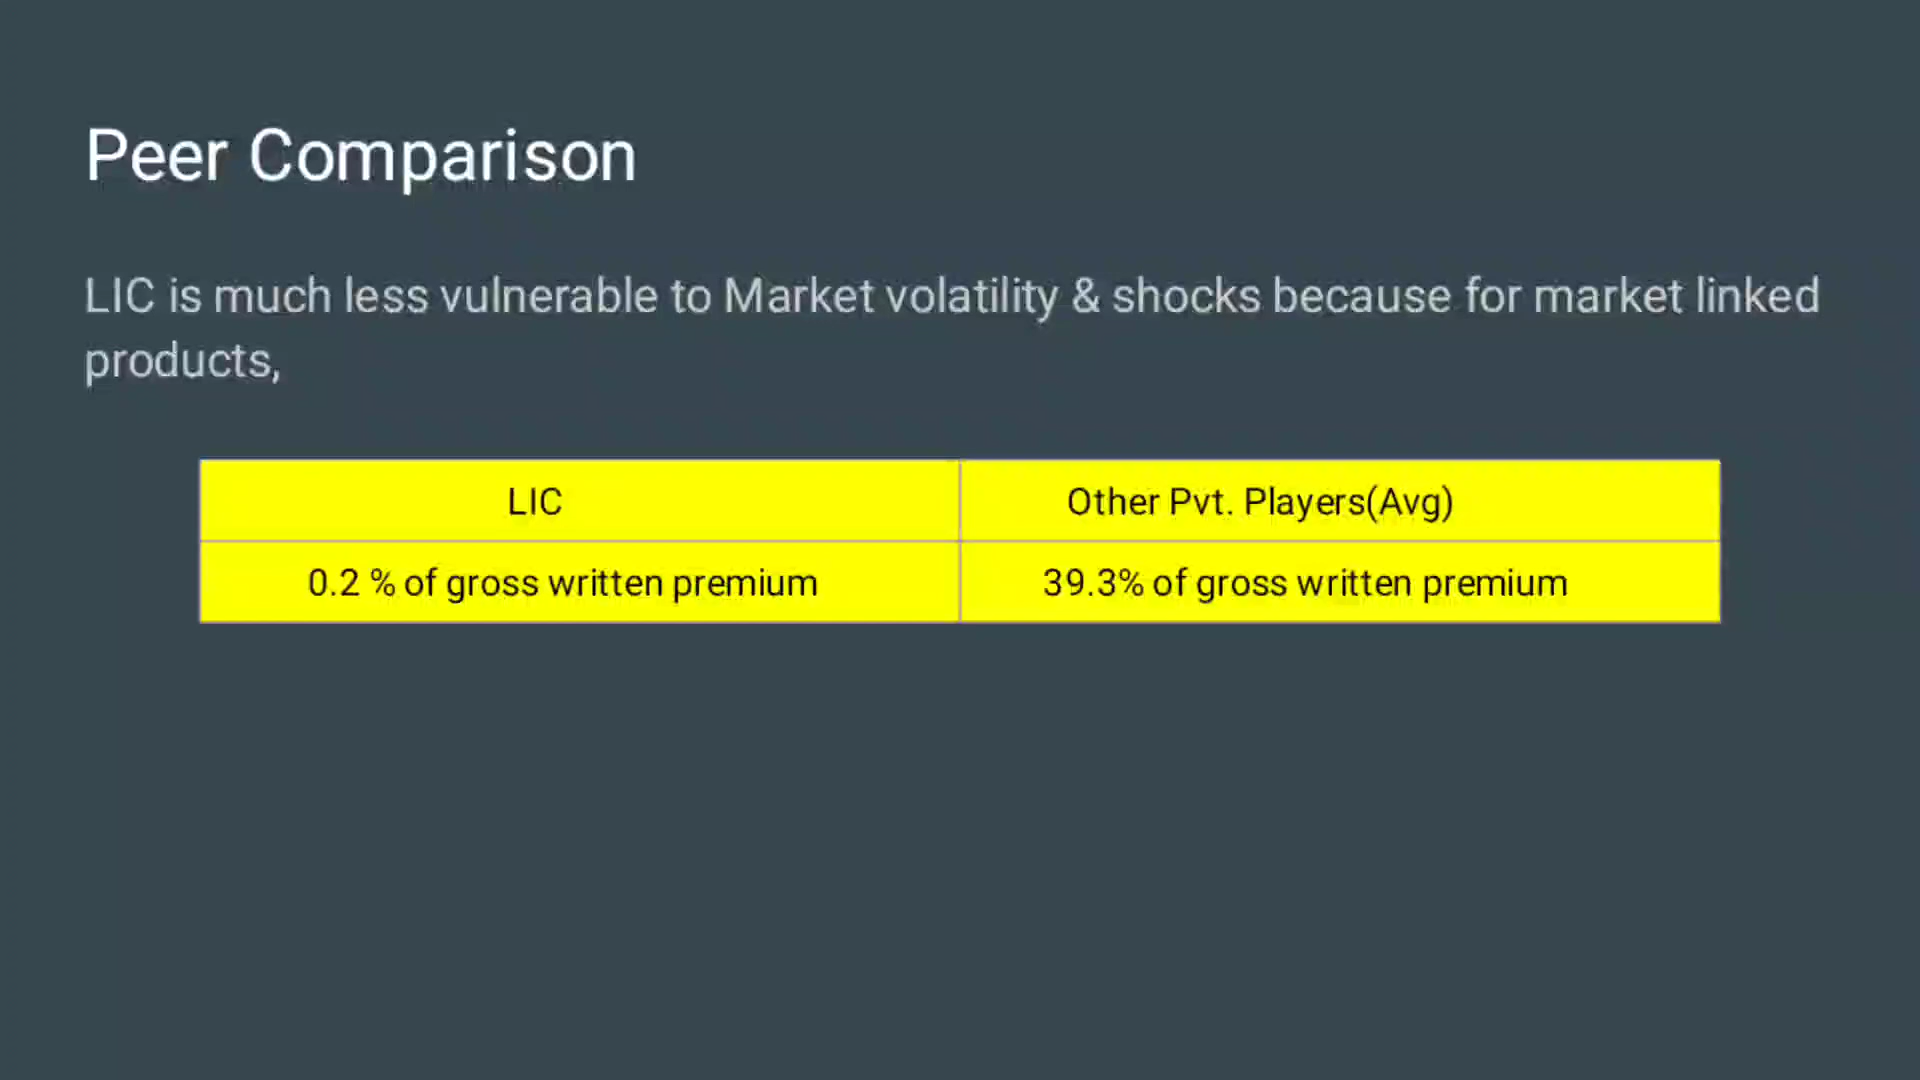 Peer Comparison
LIC is much less vulnerable to Market volatility & shocks because for market linked
products,
LIC
Other Pvt. Players(Avg)
0.2 % of gross written premium
39.3% of gross written premium